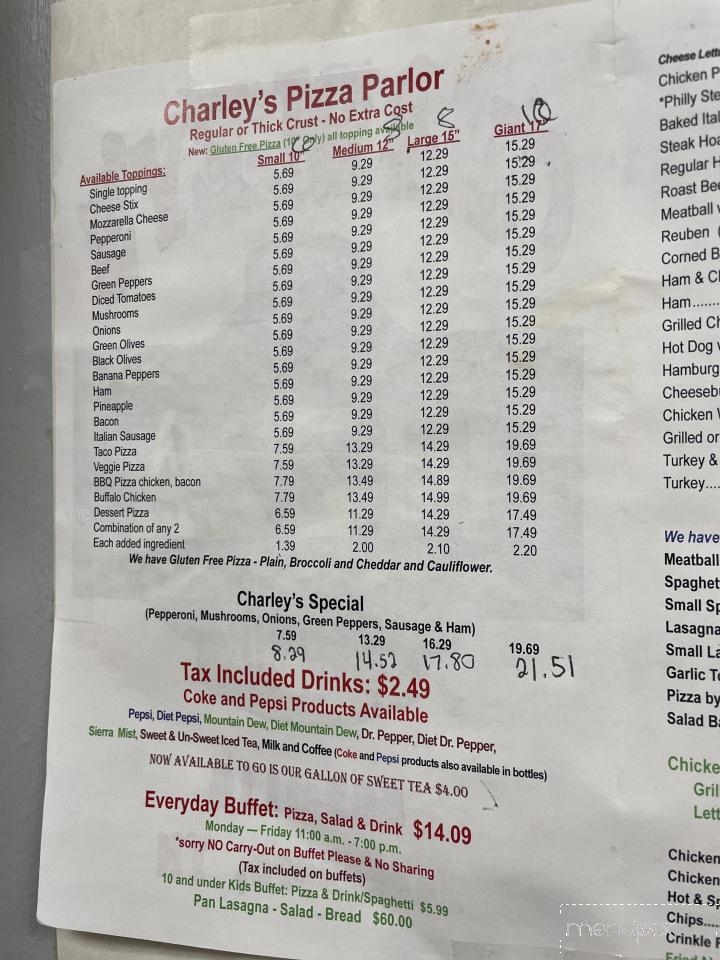 Charley's Pizza Parlor
Regular or Thick Crust - No Extra Cost
New: Gluten Free Pizza (10" Only) all topping available
8
10
Available Toppings: Small 10" Medium 12" Large 15" Giant 17"
Single topping 5.69 9.29 12.29 15.29
Cheese Stix 5.69 9.29 12.29 15.29
Mozzarella Cheese 5.69 9.29 12.29 15.29
Pepperoni 5.69 9.29 12.29 15.29
Sausage 5.69 9.29 12.29 15.29
Beef 5.69 9.29 12.29 15.29
Green Peppers 5.69 9.29 12.29 15.29
Diced Tomatoes 5.69 9.29 12.29 15.29
Mushrooms 5.69 9.29 12.29 15.29
Onions 5.69 9.29 12.29 15.29
Green Olives 5.69 9.29 12.29 15.29
Black Olives 5.69 9.29 12.29 15.29
Banana Peppers 5.69 9.29 12.29 15.29
Ham 5.69 9.29 12.29 15.29
Pineapple 5.69 9.29 12.29 15.29
Bacon 5.69 9.29 12.29 15.29
Italian Sausage 5.69 9.29 12.29 15.29
Taco Pizza 7.59 13.29 14.29 19.69
Veggie Pizza 7.59 13.29 14.29 19.69
BBQ Pizza chicken, bacon 7.79 13.49 14.89 19.69
Buffalo Chicken 7.79 13.49 14.99 19.69
Dessert Pizza 6.59 11.29 14.29 17.49
Combination of any 2 6.59 11.29 14.29 17.49
Each added ingredient 1.39 2.00 2.10 2.20
We have Gluten Free Pizza - Plain, Broccoli and Cheddar and Cauliflower.
Charley's Special
(Pepperoni, Mushrooms, Onions, Green Peppers, Sausage & Ham)
7.59 13.29 16.29 19.69
8.29 14.52 17.80 21.51
Tax Included Drinks: $2.49
Coke and Pepsi Products Available
Pepsi, Diet Pepsi, Mountain Dew, Diet Mountain Dew, Dr. Pepper, Diet Dr. Pepper,
Sierra Mist, Sweet & Un-Sweet Iced Tea, Milk and Coffee (Coke and Pepsi products also available in bottles)
NOW AVAILABLE TO GO IS OUR GALLON OF SWEET TEA $4.00
Everyday Buffet: Pizza, Salad & Drink $14.09
Monday — Friday 11:00 a.m. - 7:00 p.m.
*sorry NO Carry-Out on Buffet Please & No Sharing
(Tax included on buffets)
10 and under Kids Buffet: Pizza & Drink/Spaghetti $5.99
Pan Lasagna - Salad - Bread $60.00
Cheese Lett
Chicken P
*Philly Ste
Baked Ital
Steak Hoa
Regular H
Roast Bee
Meatball w
Reuben (
Corned B
Ham & Ch
Ham.......
Grilled Ch
Hot Dog w
Hamburg
Cheesebu
Chicken W
Grilled or
Turkey &
Turkey....
We have
Meatball
Spaghet
Small Sp
Lasagna
Small La
Garlic To
Pizza by
Salad Ba
Chicke
Gril
Lett
Chicken
Chicken
Hot & Sp
Chips.....
Crinkle F
menupix